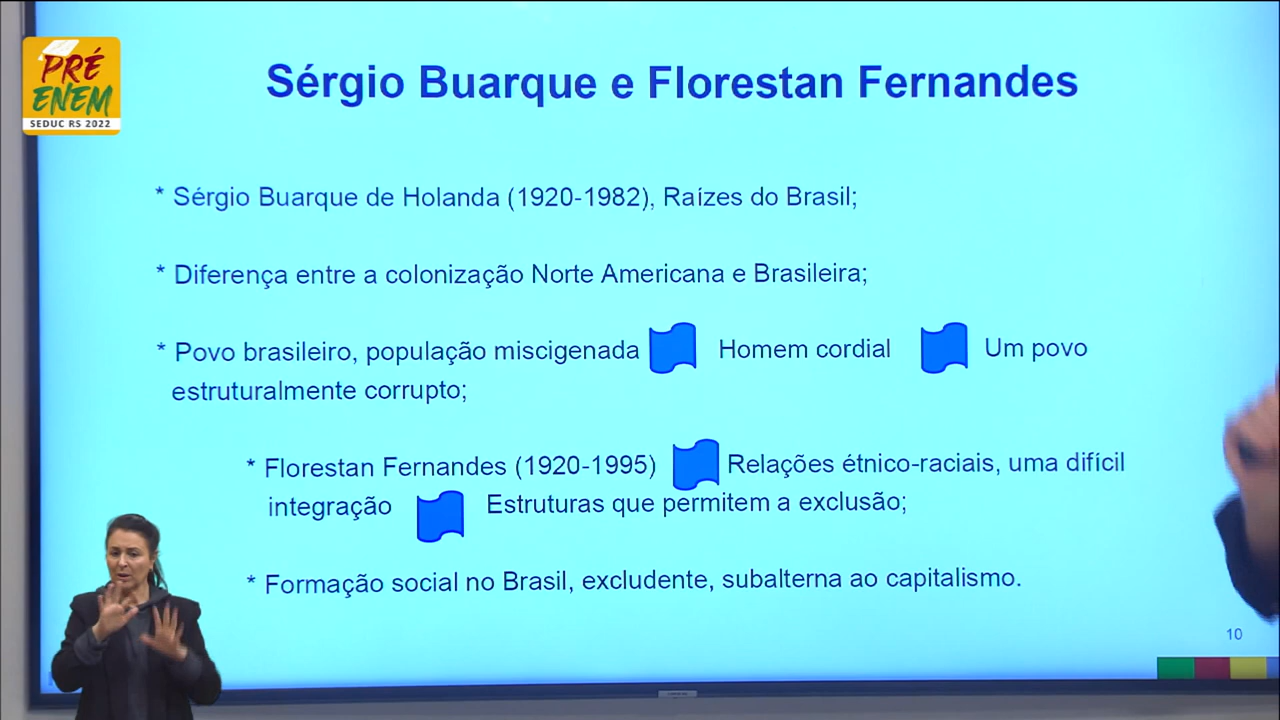 PRÉ
ENEM
SEDUC RS 2022
Sérgio Buarque e Florestan Fernandes
* Sérgio Buarque de Holanda (1920-1982), Raízes do Brasil;
* Diferença entre a colonização Norte Americana e Brasileira;
* Povo brasileiro, população miscigenada Homem cordial Um povo
estruturalmente corrupto;
* Florestan Fernandes (1920-1995) Relações étnico-raciais, uma difícil
integração Estruturas que permitem a exclusão;
* Formação social no Brasil, excludente, subalterna ao capitalismo.
10